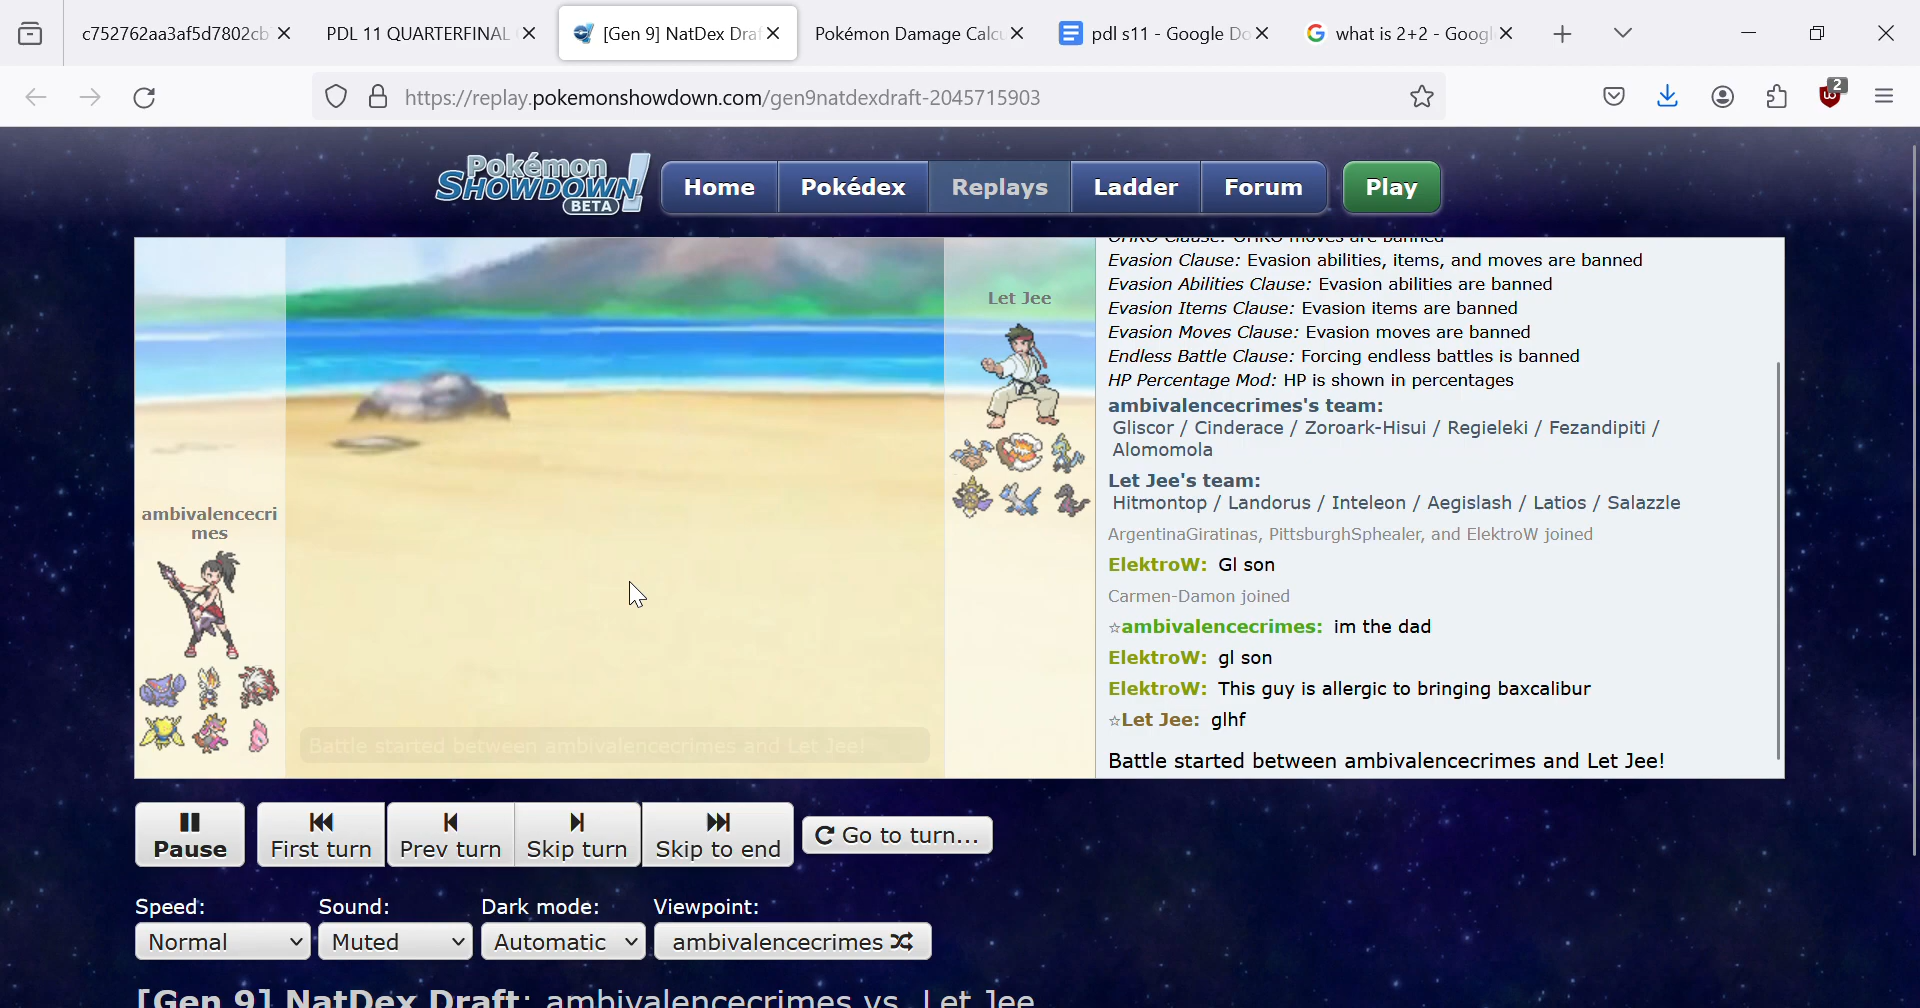 c752762aa3af5d7802cb
PDL 11 QUARTERFINAL
[Gen 9] NatDex Dra
Pokémon Damage Calc
pdl s11 - Google Do
what is 2+2 - Googl
https://replay.pokemonshowdown.com/gen9natdexdraft-2045715903
2
Pokémon
SHOWDOWN!
BETA
Home
Pokédex
Replays
Ladder
Forum
Play
Let Jee
ambivalencecri
mes
Battle started between ambivalencecrimes and Let Jee!
OHKO Clause: OHKO moves are banned
Evasion Clause: Evasion abilities, items, and moves are banned
Evasion Abilities Clause: Evasion abilities are banned
Evasion Items Clause: Evasion items are banned
Evasion Moves Clause: Evasion moves are banned
Endless Battle Clause: Forcing endless battles is banned
HP Percentage Mod: HP is shown in percentages
ambivalencecrimes's team:
Gliscor / Cinderace / Zoroark-Hisui / Regieleki / Fezandipiti /
Alomomola
Let Jee's team:
Hitmontop / Landorus / Inteleon / Aegislash / Latios / Salazzle
ArgentinaGiratinas, PittsburghSphealer, and ElektroW joined
ElektroW: Gl son
Carmen-Damon joined
☆ambivalencecrimes: im the dad
ElektroW: gl son
ElektroW: This guy is allergic to bringing baxcalibur
☆Let Jee: glhf
Battle started between ambivalencecrimes and Let Jee!
Pause
First turn
Prev turn
Skip turn
Skip to end
Go to turn...
Speed:
Sound:
Dark mode:
Viewpoint:
Normal
Muted
Automatic
ambivalencecrimes
[Gen 9] NatDex Draft: ambivalencecrimes vs. Let Jee